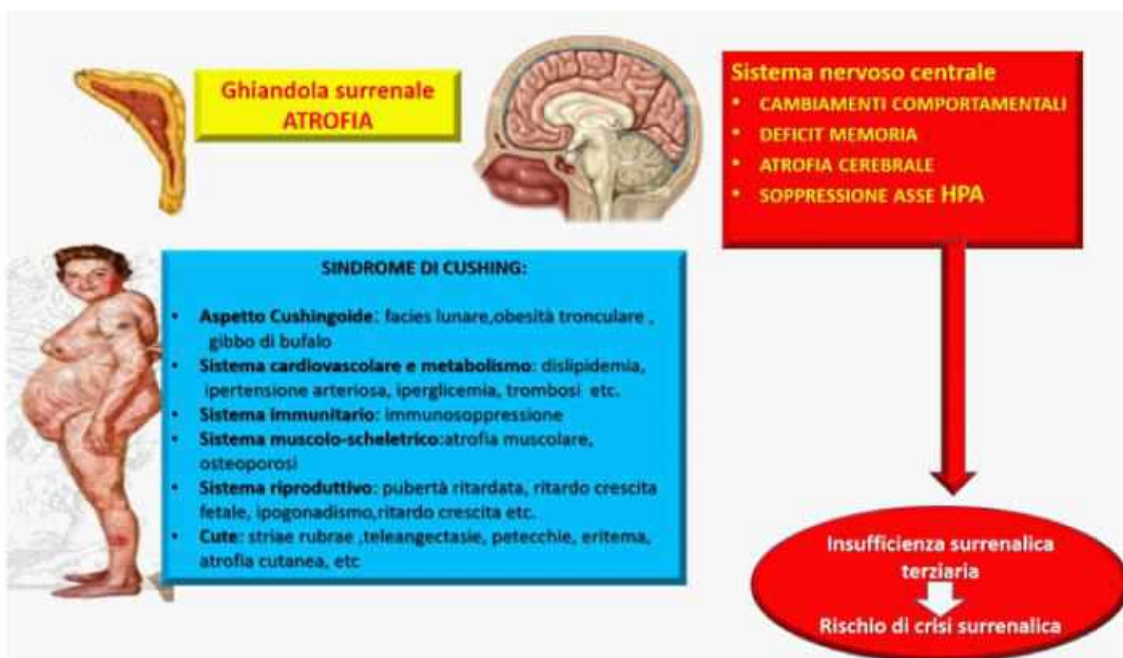 Ghiandola surrenale
ATROFIA
Sistema nervoso centrale
• CAMBIAMENTI COMPORTAMENTALI
• DEFICIT MEMORIA
• ATROFIA CEREBRALE
• SOPPRESSIONE ASSE HPA
SINDROME DI CUSHING:
• Aspetto Cushingoide: facies lunare,obesità tronculare ,
gibbo di bufalo
• Sistema cardiovascolare e metabolismo: dislipidemia,
ipertensione arteriosa, iperglicemia, trombosi etc.
• Sistema immunitario: immunosoppressione
• Sistema muscolo-scheletrico:atrofia muscolare,
osteoporosi
• Sistema riproduttivo: pubertà ritardata, ritardo crescita
fetale, ipogonadismo,ritardo crescita etc.
• Cute: striae rubrae ,teleangectasie, petecchie, eritema,
atrofia cutanea, etc
Insufficienza surrenalica
terziaria
Rischio di crisi surrenalica